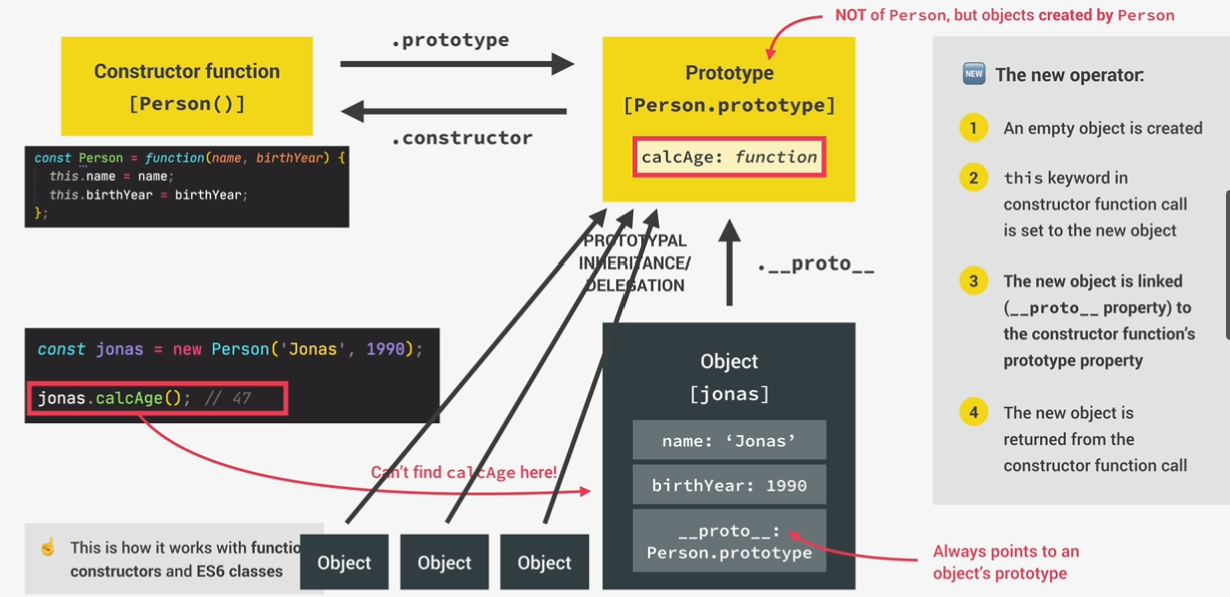 NOT of Person, but objects created by Person
Constructor function
[Person()]
.prototype
.constructor
Prototype
[Person.prototype]
calcAge: function
const Person = function(name, birthYear) {
this.name = name;
this.birthYear = birthYear;
};
PROTOTYPAL
INHERITANCE/
DELEGATION
.__proto__
const jonas = new Person('Jonas', 1990);
jonas.calcAge(); // 47
Can't find calcAge here!
Object
[jonas]
name: ‘Jonas’
birthYear: 1990
__proto__:
Person.prototype
Always points to an
object's prototype
☝ This is how it works with
constructors and ES6 classes
Object
Object
Object
NEW The new operator:
1 An empty object is created
2 this keyword in
constructor function call
is set to the new object
3 The new object is linked
(__proto__ property) to
the constructor function's
prototype property
4 The new object is
returned from the
constructor function call